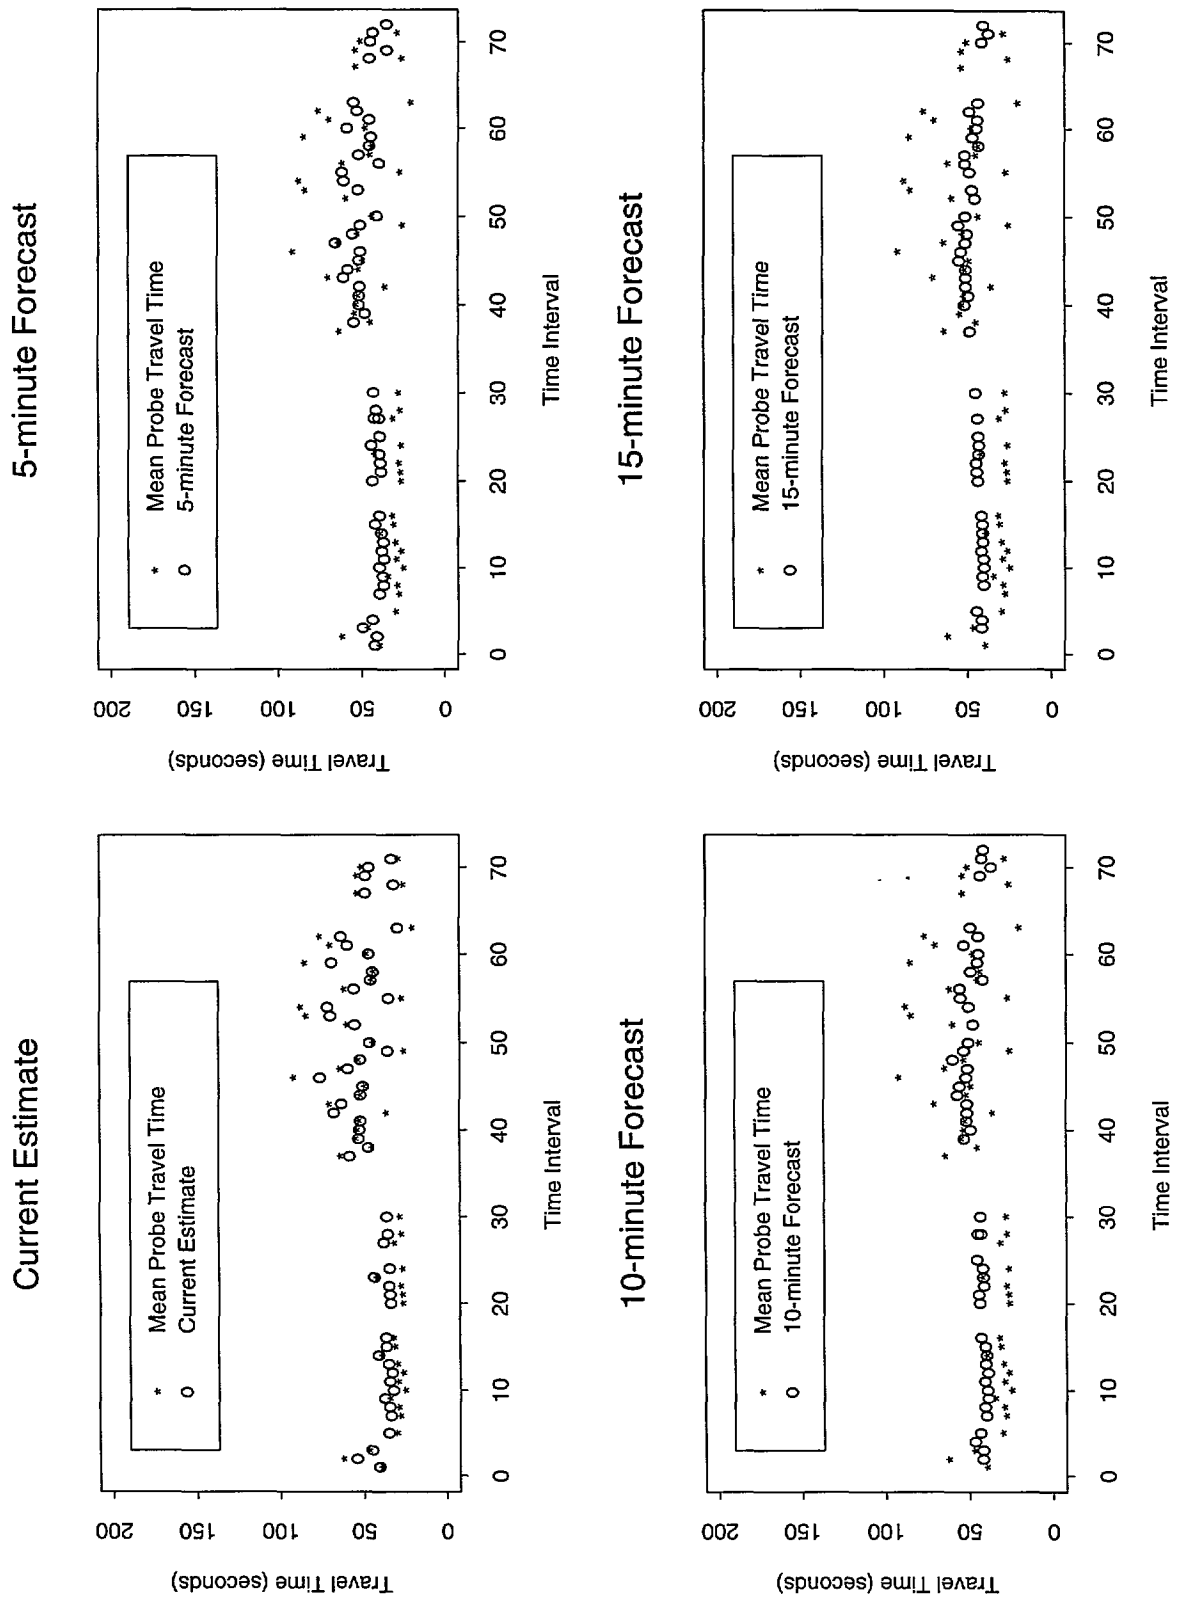 Current Estimate
* Mean Probe Travel Time
o Current Estimate
Travel Time (seconds)
0 50 100 150 200
0 10 20 30 40 50 60 70
Time Interval
5-minute Forecast
* Mean Probe Travel Time
o 5-minute Forecast
Travel Time (seconds)
0 50 100 150 200
0 10 20 30 40 50 60 70
Time Interval
10-minute Forecast
* Mean Probe Travel Time
o 10-minute Forecast
Travel Time (seconds)
0 50 100 150 200
0 10 20 30 40 50 60 70
Time Interval
15-minute Forecast
* Mean Probe Travel Time
o 15-minute Forecast
Travel Time (seconds)
0 50 100 150 200
0 10 20 30 40 50 60 70
Time Interval